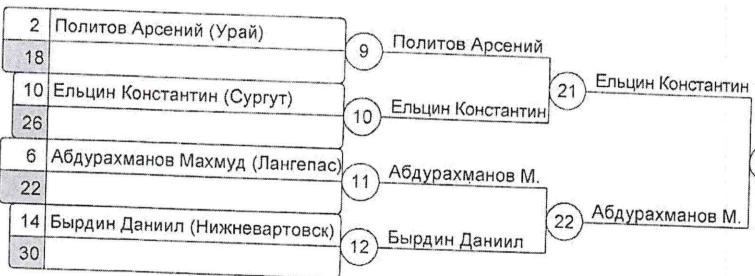 2 Политов Арсений (Урай)
18
9 Политов Арсений
10 Ельцин Константин (Сургут)
26
10 Ельцин Константин
21 Ельцин Константин
6 Абдурахманов Махмуд (Лангепас)
22
11 Абдурахманов М.
14 Бырдин Даниил (Нижневартовск)
30
12 Бырдин Даниил
22 Абдурахманов М.